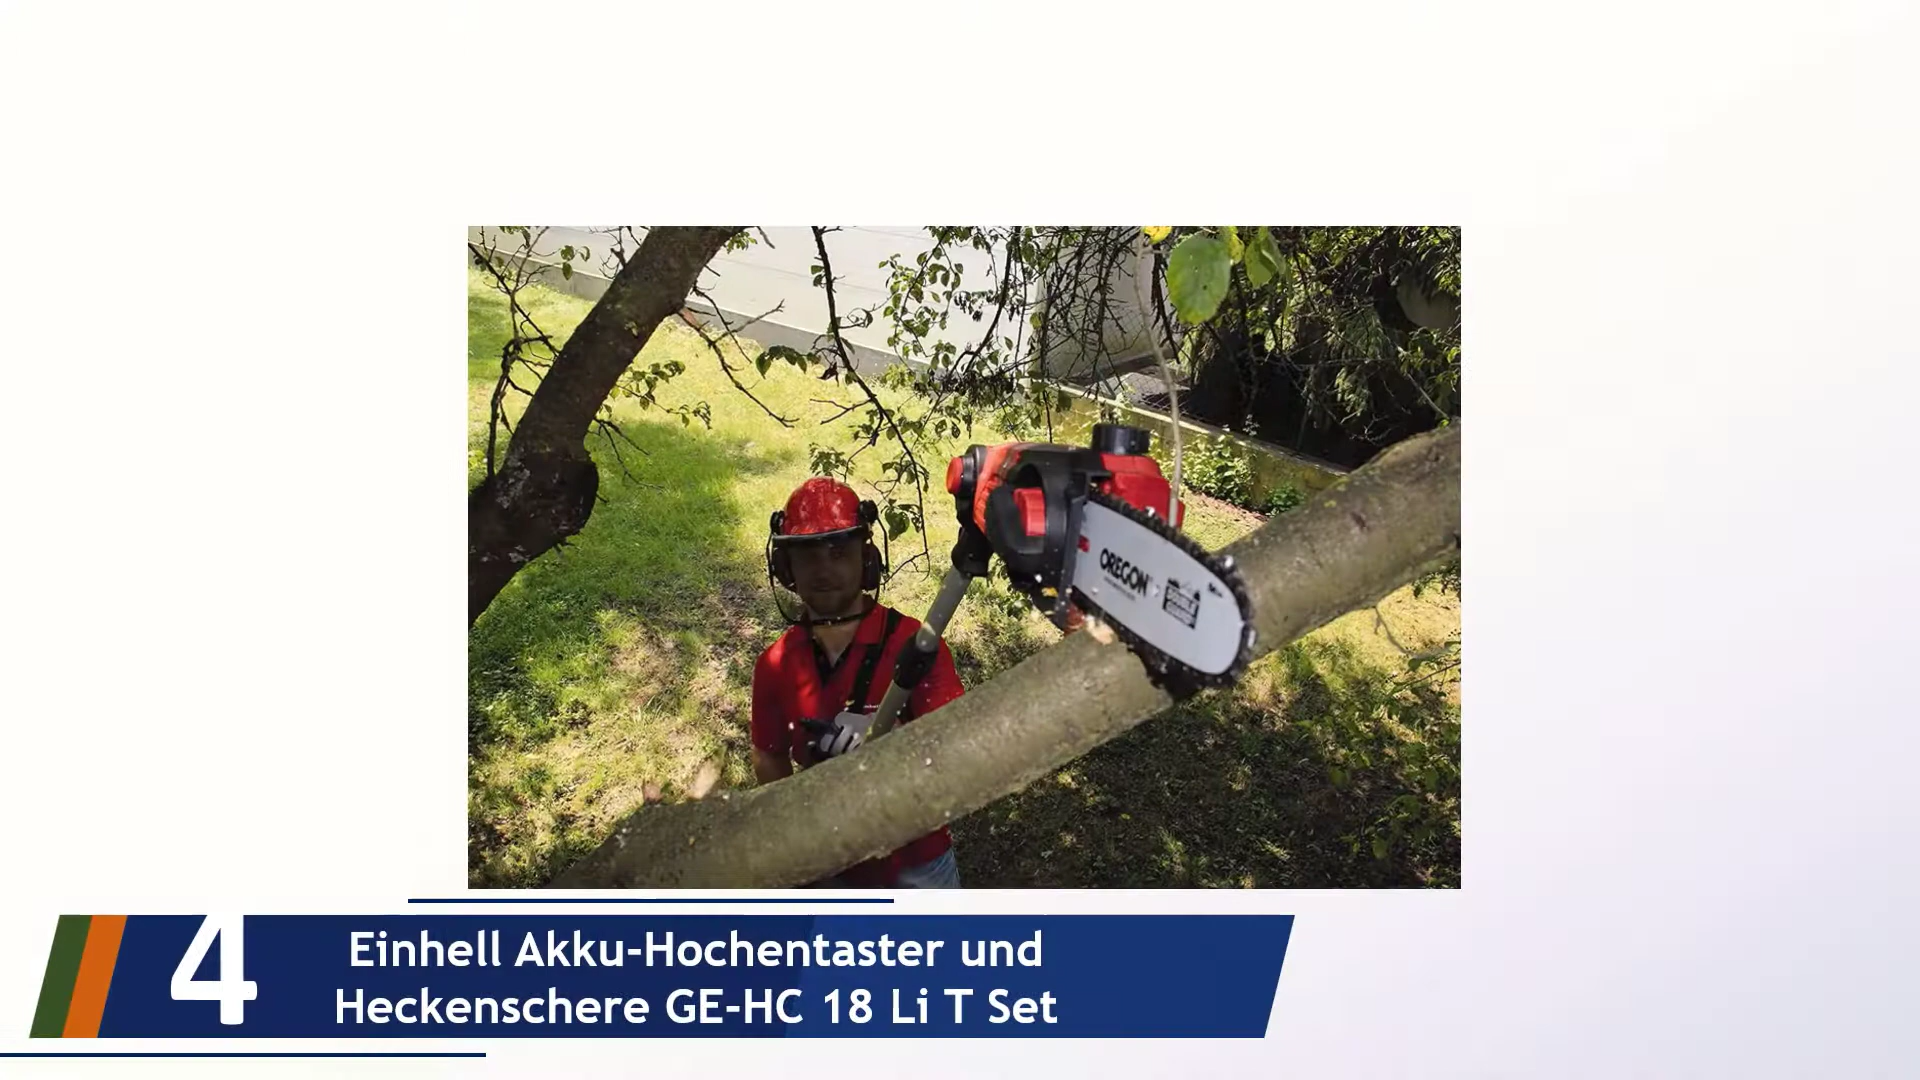 OREGON
4
Einhell Akku-Hochentaster und
Heckenschere GE-HC 18 Li T Set